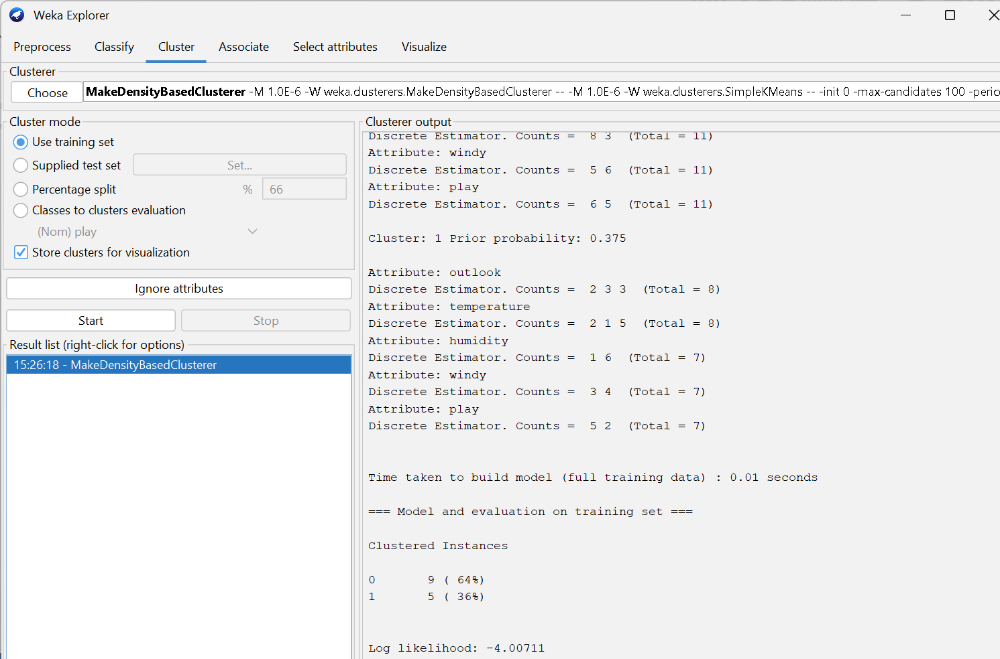 Weka Explorer
Preprocess Classify Cluster Associate Select attributes Visualize
Clusterer
Choose MakeDensityBasedClusterer -M 1.0E-6 -W weka.clusterers.MakeDensityBasedClusterer -- -M 1.0E-6 -W weka.clusterers.SimpleKMeans -- -init 0 -max-candidates 100 -perio
Cluster mode
Use training set
Supplied test set Set...
Percentage split % 66
Classes to clusters evaluation
(Nom) play
Store clusters for visualization
Ignore attributes
Start Stop
Result list (right-click for options)
15:26:18 - MakeDensityBasedClusterer
Clusterer output
Discrete Estimator. Counts = 8 3 (Total = 11)
Attribute: windy
Discrete Estimator. Counts = 5 6 (Total = 11)
Attribute: play
Discrete Estimator. Counts = 6 5 (Total = 11)
Cluster: 1 Prior probability: 0.375
Attribute: outlook
Discrete Estimator. Counts = 2 3 3 (Total = 8)
Attribute: temperature
Discrete Estimator. Counts = 2 1 5 (Total = 8)
Attribute: humidity
Discrete Estimator. Counts = 1 6 (Total = 7)
Attribute: windy
Discrete Estimator. Counts = 3 4 (Total = 7)
Attribute: play
Discrete Estimator. Counts = 5 2 (Total = 7)
Time taken to build model (full training data) : 0.01 seconds
=== Model and evaluation on training set ===
Clustered Instances
0 9 ( 64%)
1 5 ( 36%)
Log likelihood: -4.00711